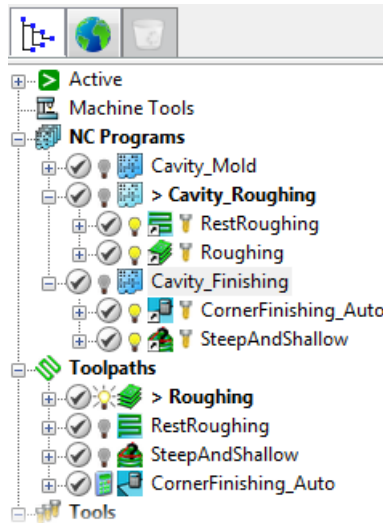 Active
Machine Tools
NC Programs
Cavity_Mold
> Cavity_Roughing
RestRoughing
Roughing
Cavity_Finishing
CornerFinishing_Auto
SteepAndShallow
Toolpaths
> Roughing
RestRoughing
SteepAndShallow
CornerFinishing_Auto
Tools